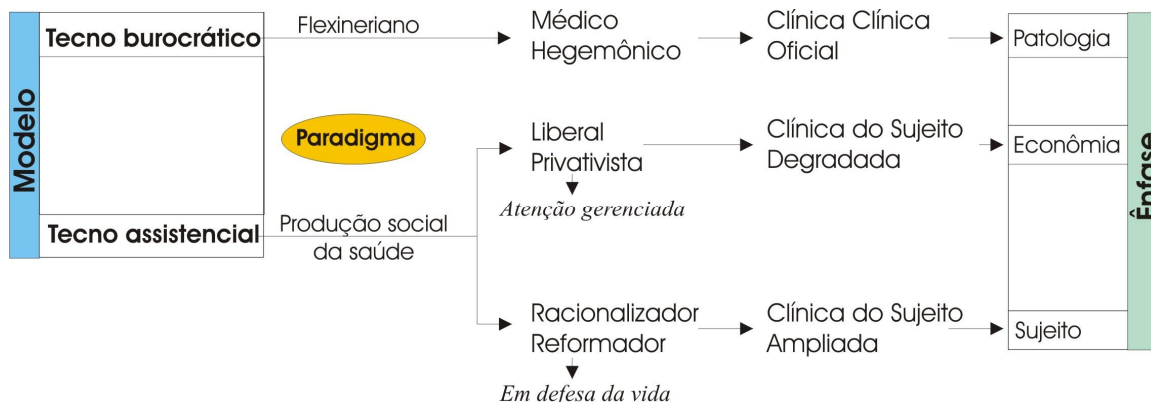 Modelo
Tecno burocrático
Flexineriano
Médico
Hegemônico
Clínica Clínica
Oficial
Patologia
Paradigma
Liberal
Privativista
Clínica do Sujeito
Degradada
Econômia
Atenção gerenciada
Tecno assistencial
Produção social
da saúde
Racionalizador
Reformador
Clínica do Sujeito
Ampliada
Sujeito
Em defesa da vida
Ênfase